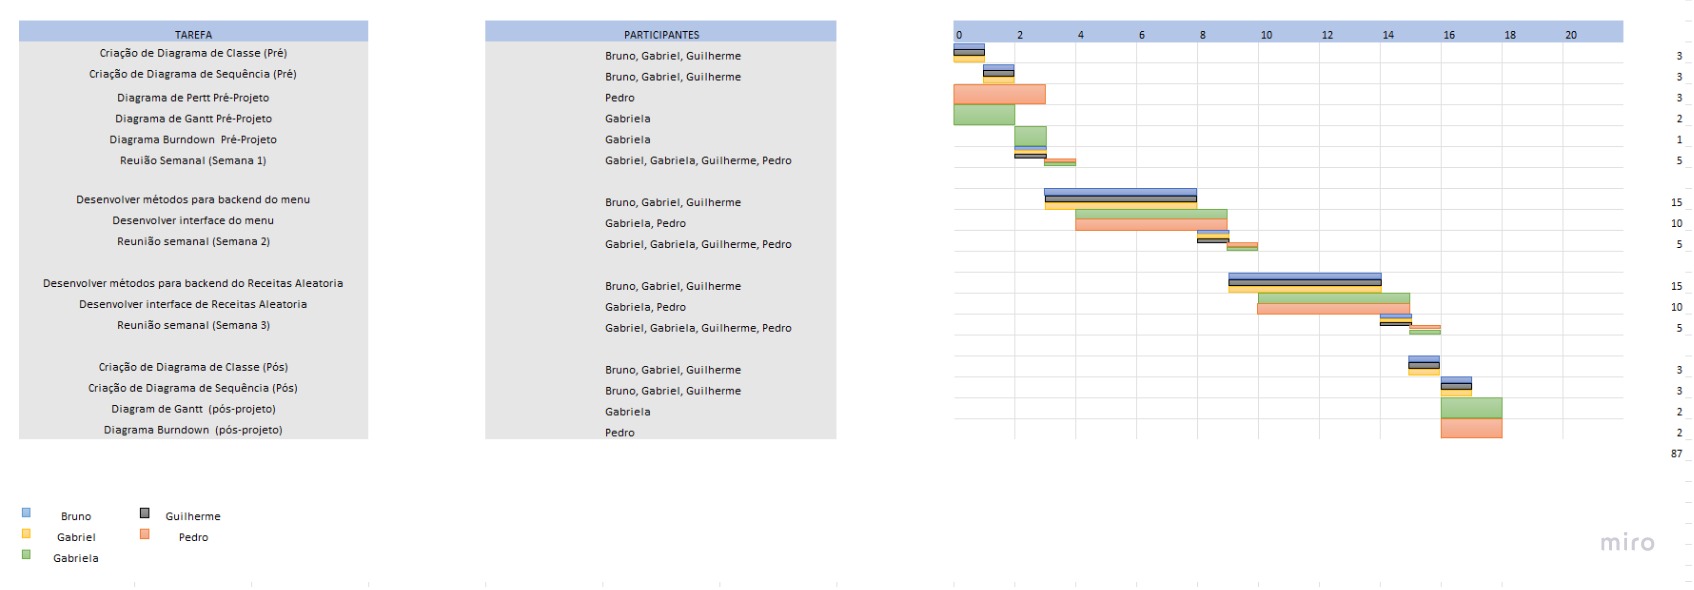 TAREFA PARTICIPANTES 0 2 4 6 8 10 12 14 16 18 20
Criação de Diagrama de Classe (Pré) Bruno, Gabriel, Guilherme 3
Criação de Diagrama de Sequência (Pré) Bruno, Gabriel, Guilherme 3
Diagrama de Pertt Pré-Projeto Pedro 3
Diagrama de Gantt Pré-Projeto Gabriela 2
Diagrama Burndown Pré-Projeto Gabriela 1
Reuião Semanal (Semana 1) Gabriel, Gabriela, Guilherme, Pedro 5
Desenvolver métodos para backend do menu Bruno, Gabriel, Guilherme 15
Desenvolver interface do menu Gabriela, Pedro 10
Reunião semanal (Semana 2) Gabriel, Gabriela, Guilherme, Pedro 5
Desenvolver métodos para backend do Receitas Aleatoria Bruno, Gabriel, Guilherme 15
Desenvolver interface de Receitas Aleatoria Gabriela, Pedro 10
Reunião semanal (Semana 3) Gabriel, Gabriela, Guilherme, Pedro 5
Criação de Diagrama de Classe (Pós) Bruno, Gabriel, Guilherme 3
Criação de Diagrama de Sequência (Pós) Bruno, Gabriel, Guilherme 3
Diagram de Gantt (pós-projeto) Gabriela 2
Diagrama Burndown (pós-projeto) Pedro 2
87
Bruno Guilherme
Gabriel Pedro
Gabriela
miro